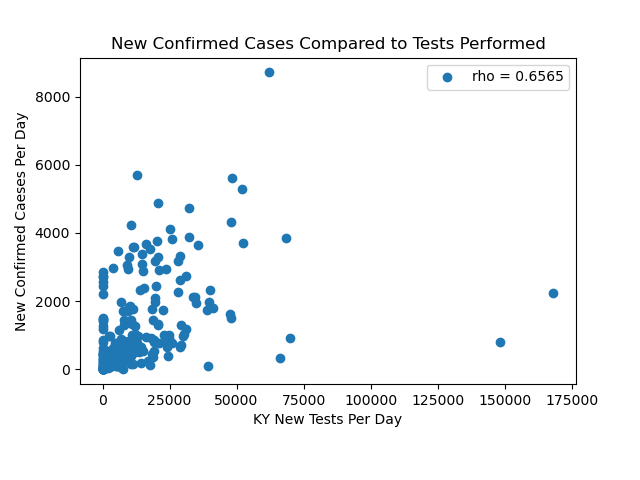 New Confirmed Cases Compared to Tests Performed
rho = 0.6565
New Confirmed Caeses Per Day
8000
6000
4000
2000
0
0 25000 50000 75000 100000 125000 150000 175000
KY New Tests Per Day